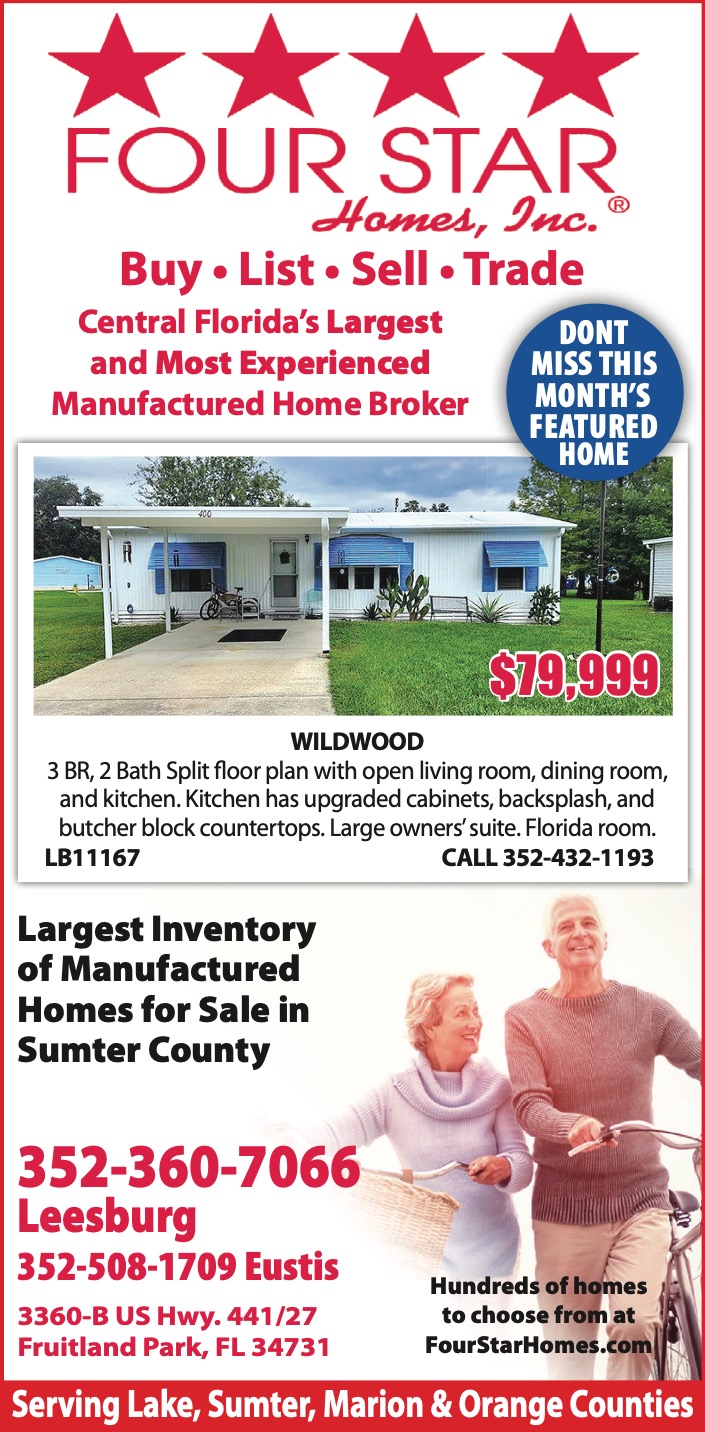 FOUR STAR
Homes, Inc.®
Buy • List • Sell • Trade
Central Florida's Largest
and Most Experienced
Manufactured Home Broker
DONT
MISS THIS
MONTH'S
FEATURED
HOME
400
$79,999
WILDWOOD
3 BR, 2 Bath Split floor plan with open living room, dining room,
and kitchen. Kitchen has upgraded cabinets, backsplash, and
butcher block countertops. Large owners' suite. Florida room.
LB11167 CALL 352-432-1193
Largest Inventory
of Manufactured
Homes for Sale in
Sumter County
352-360-7066
Leesburg
352-508-1709 Eustis
3360-B US Hwy. 441/27
Fruitland Park, FL 34731
Hundreds of homes
to choose from at
FourStarHomes.com
Serving Lake, Sumter, Marion & Orange Counties